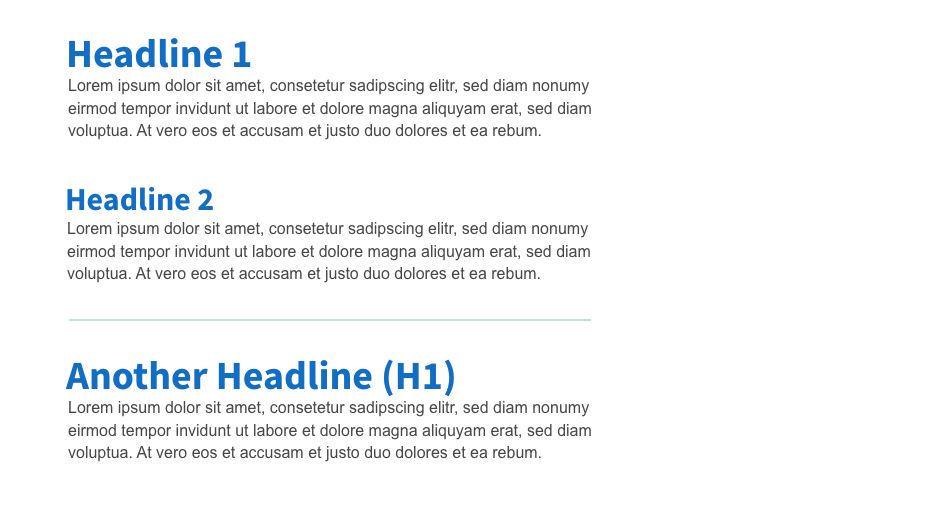 Headline 1
Lorem ipsum dolor sit amet, consetetur sadipscing elitr, sed diam nonumy
eirmod tempor invidunt ut labore et dolore magna aliquyam erat, sed diam
voluptua. At vero eos et accusam et justo duo dolores et ea rebum.
Headline 2
Lorem ipsum dolor sit amet, consetetur sadipscing elitr, sed diam nonumy
eirmod tempor invidunt ut labore et dolore magna aliquyam erat, sed diam
voluptua. At vero eos et accusam et justo duo dolores et ea rebum.
Another Headline (H1)
Lorem ipsum dolor sit amet, consetetur sadipscing elitr, sed diam nonumy
eirmod tempor invidunt ut labore et dolore magna aliquyam erat, sed diam
voluptua. At vero eos et accusam et justo duo dolores et ea rebum.